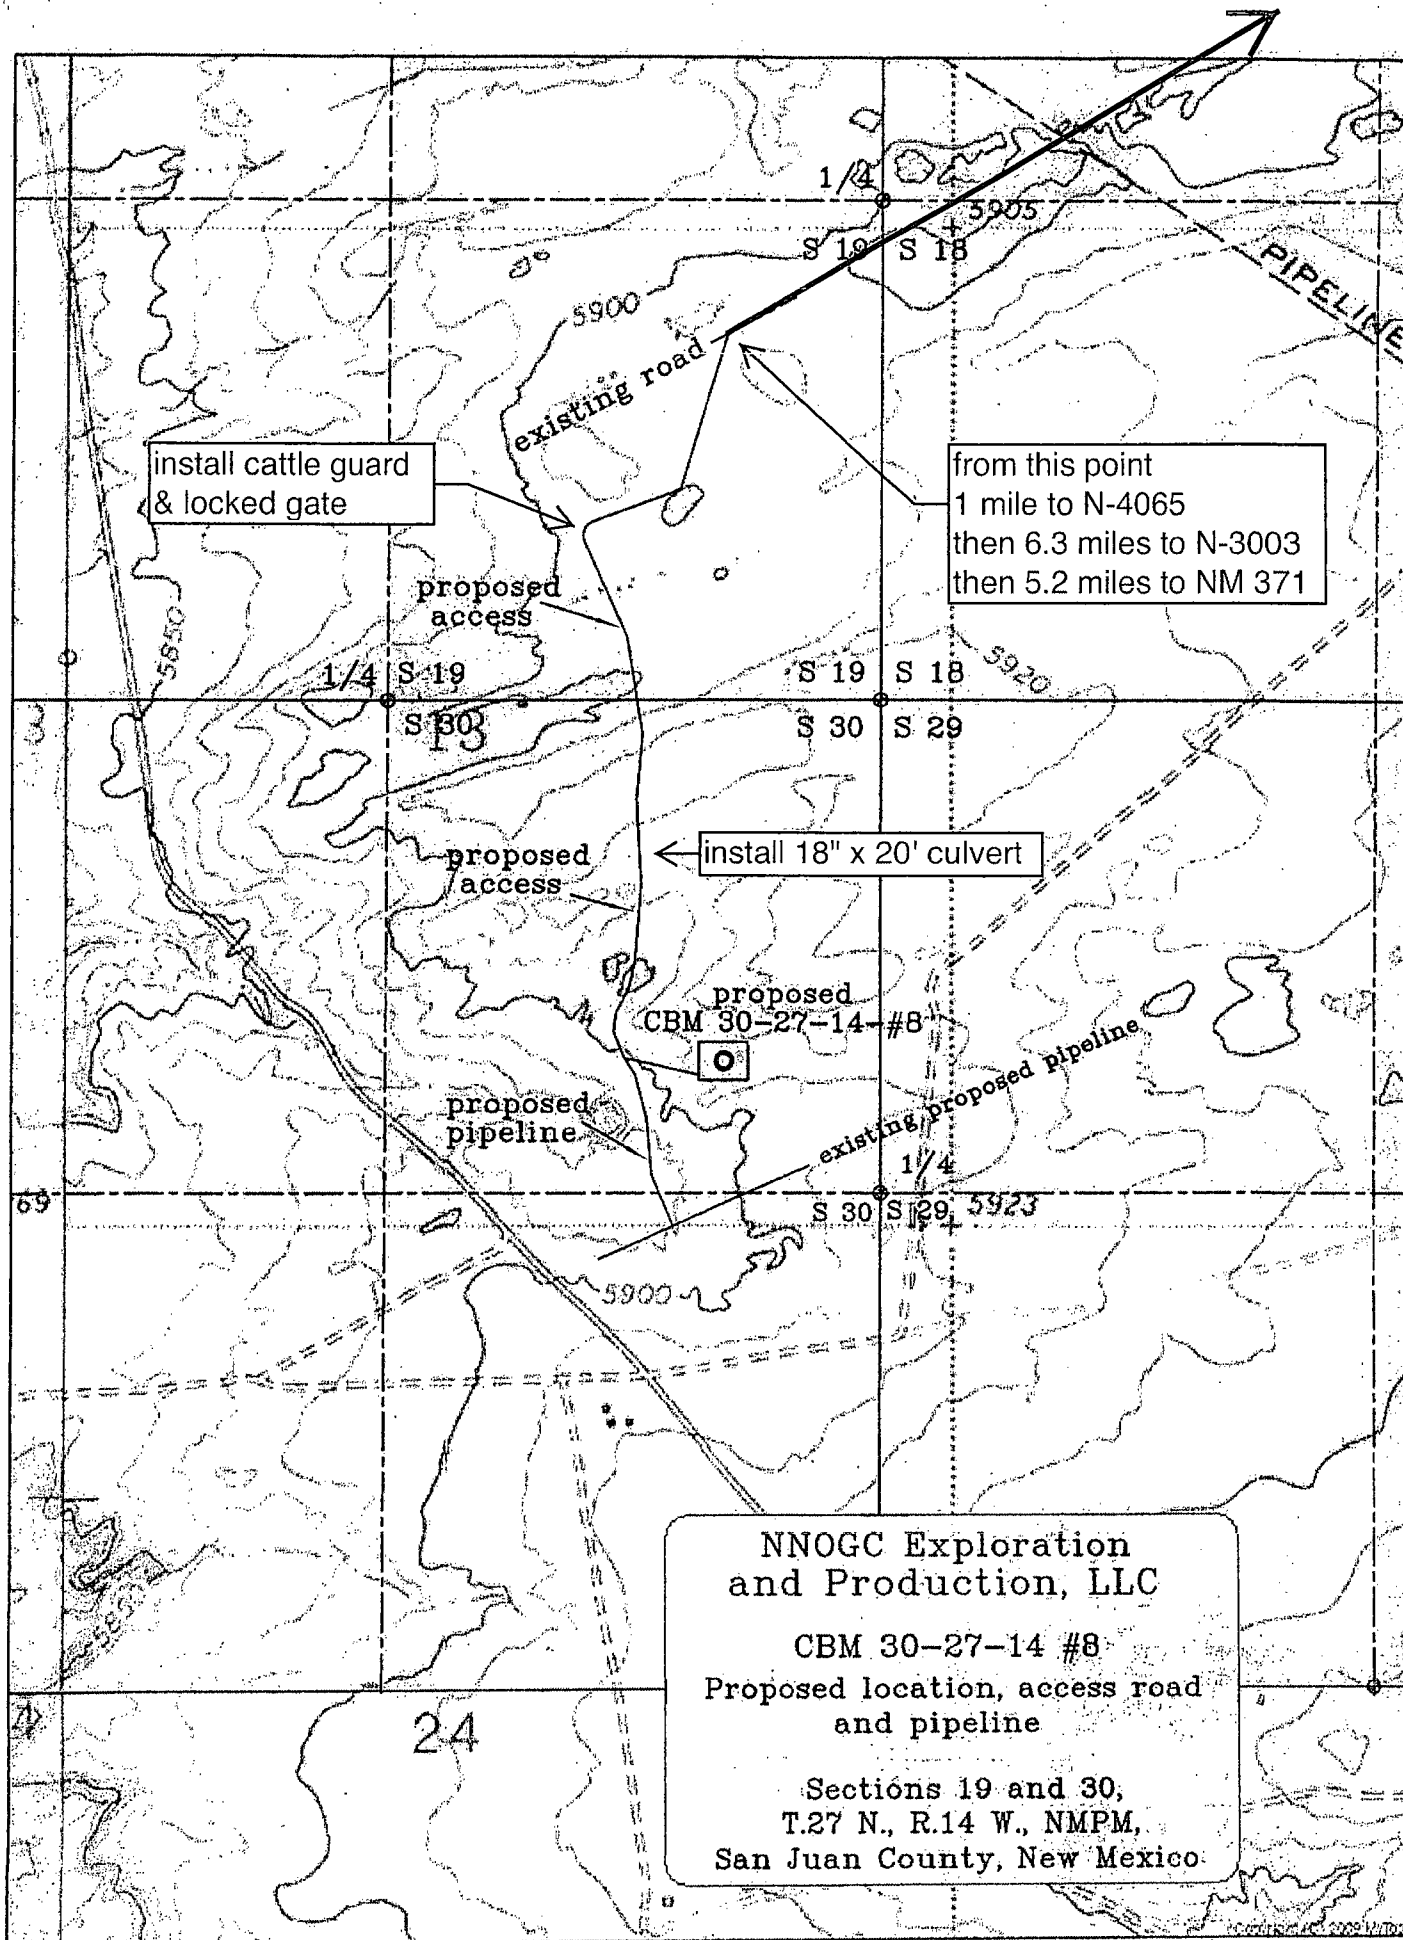 1/4
5905
S 19 S 18
PIPELINE
5900
existing road
install cattle guard
& locked gate
from this point
1 mile to N-4065
then 6.3 miles to N-3003
then 5.2 miles to NM 371
proposed
access
5850
1/4 S 19
S 30
13
S 19 S 18
S 30 S 29
5920
install 18" x 20' culvert
proposed
access
proposed
CBM 30-27-14-#8
existing proposed pipeline
proposed
pipeline
1/4
69
S 30 S 29 5923
5900
NNOGC Exploration
and Production, LLC
CBM 30-27-14 #8
Proposed location, access road
and pipeline
Sections 19 and 30,
T.27 N., R.14 W., NMPM,
San Juan County, New Mexico
24